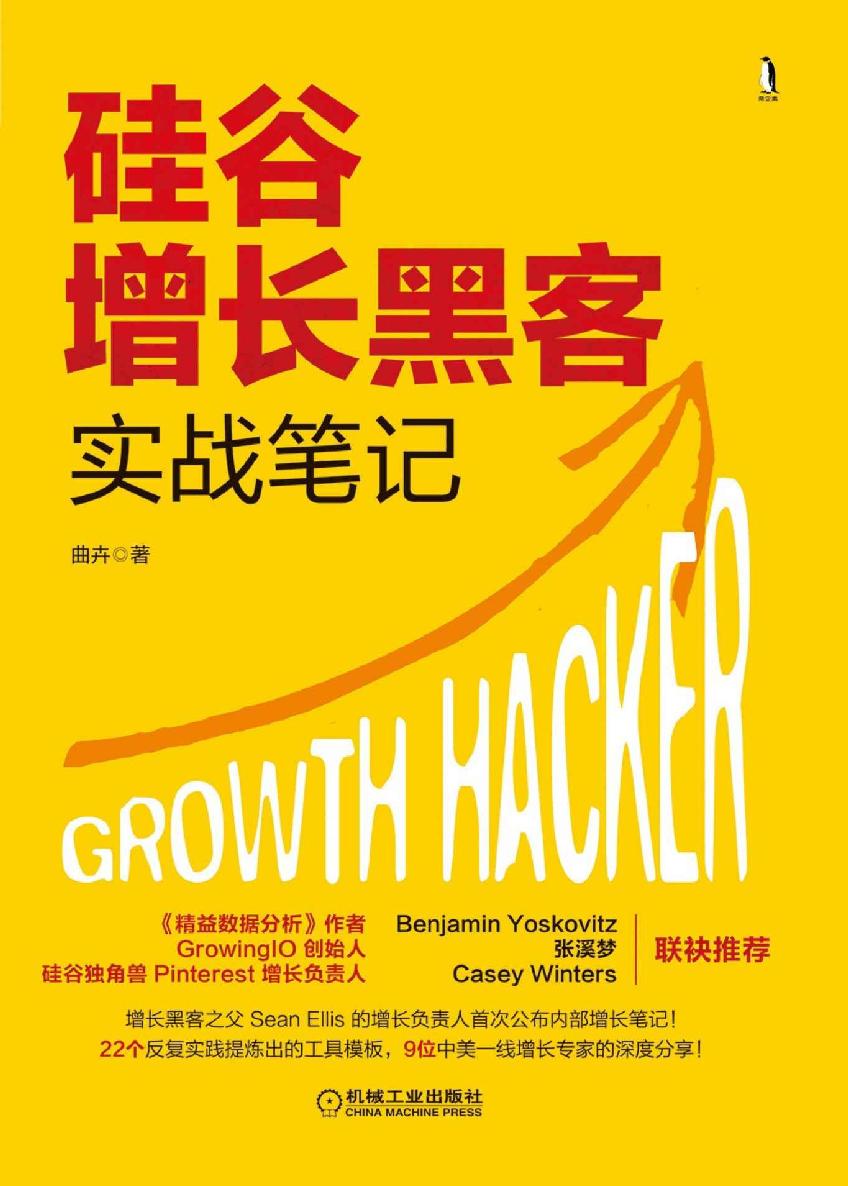 硅谷
增长黑客
实战笔记
曲卉◎著
GROWTH HACKER
《精益数据分析》作者 Benjamin Yoskovitz
GrowingIO 创始人 张溪梦
硅谷独角兽 Pinterest 增长负责人 Casey Winters
联袂推荐
增长黑客之父 Sean Ellis 的增长负责人首次公布内部增长笔记！
22个反复实践提炼出的工具模板，9位中美一线增长专家的深度分享！
机械工业出版社
CHINA MACHINE PRESS